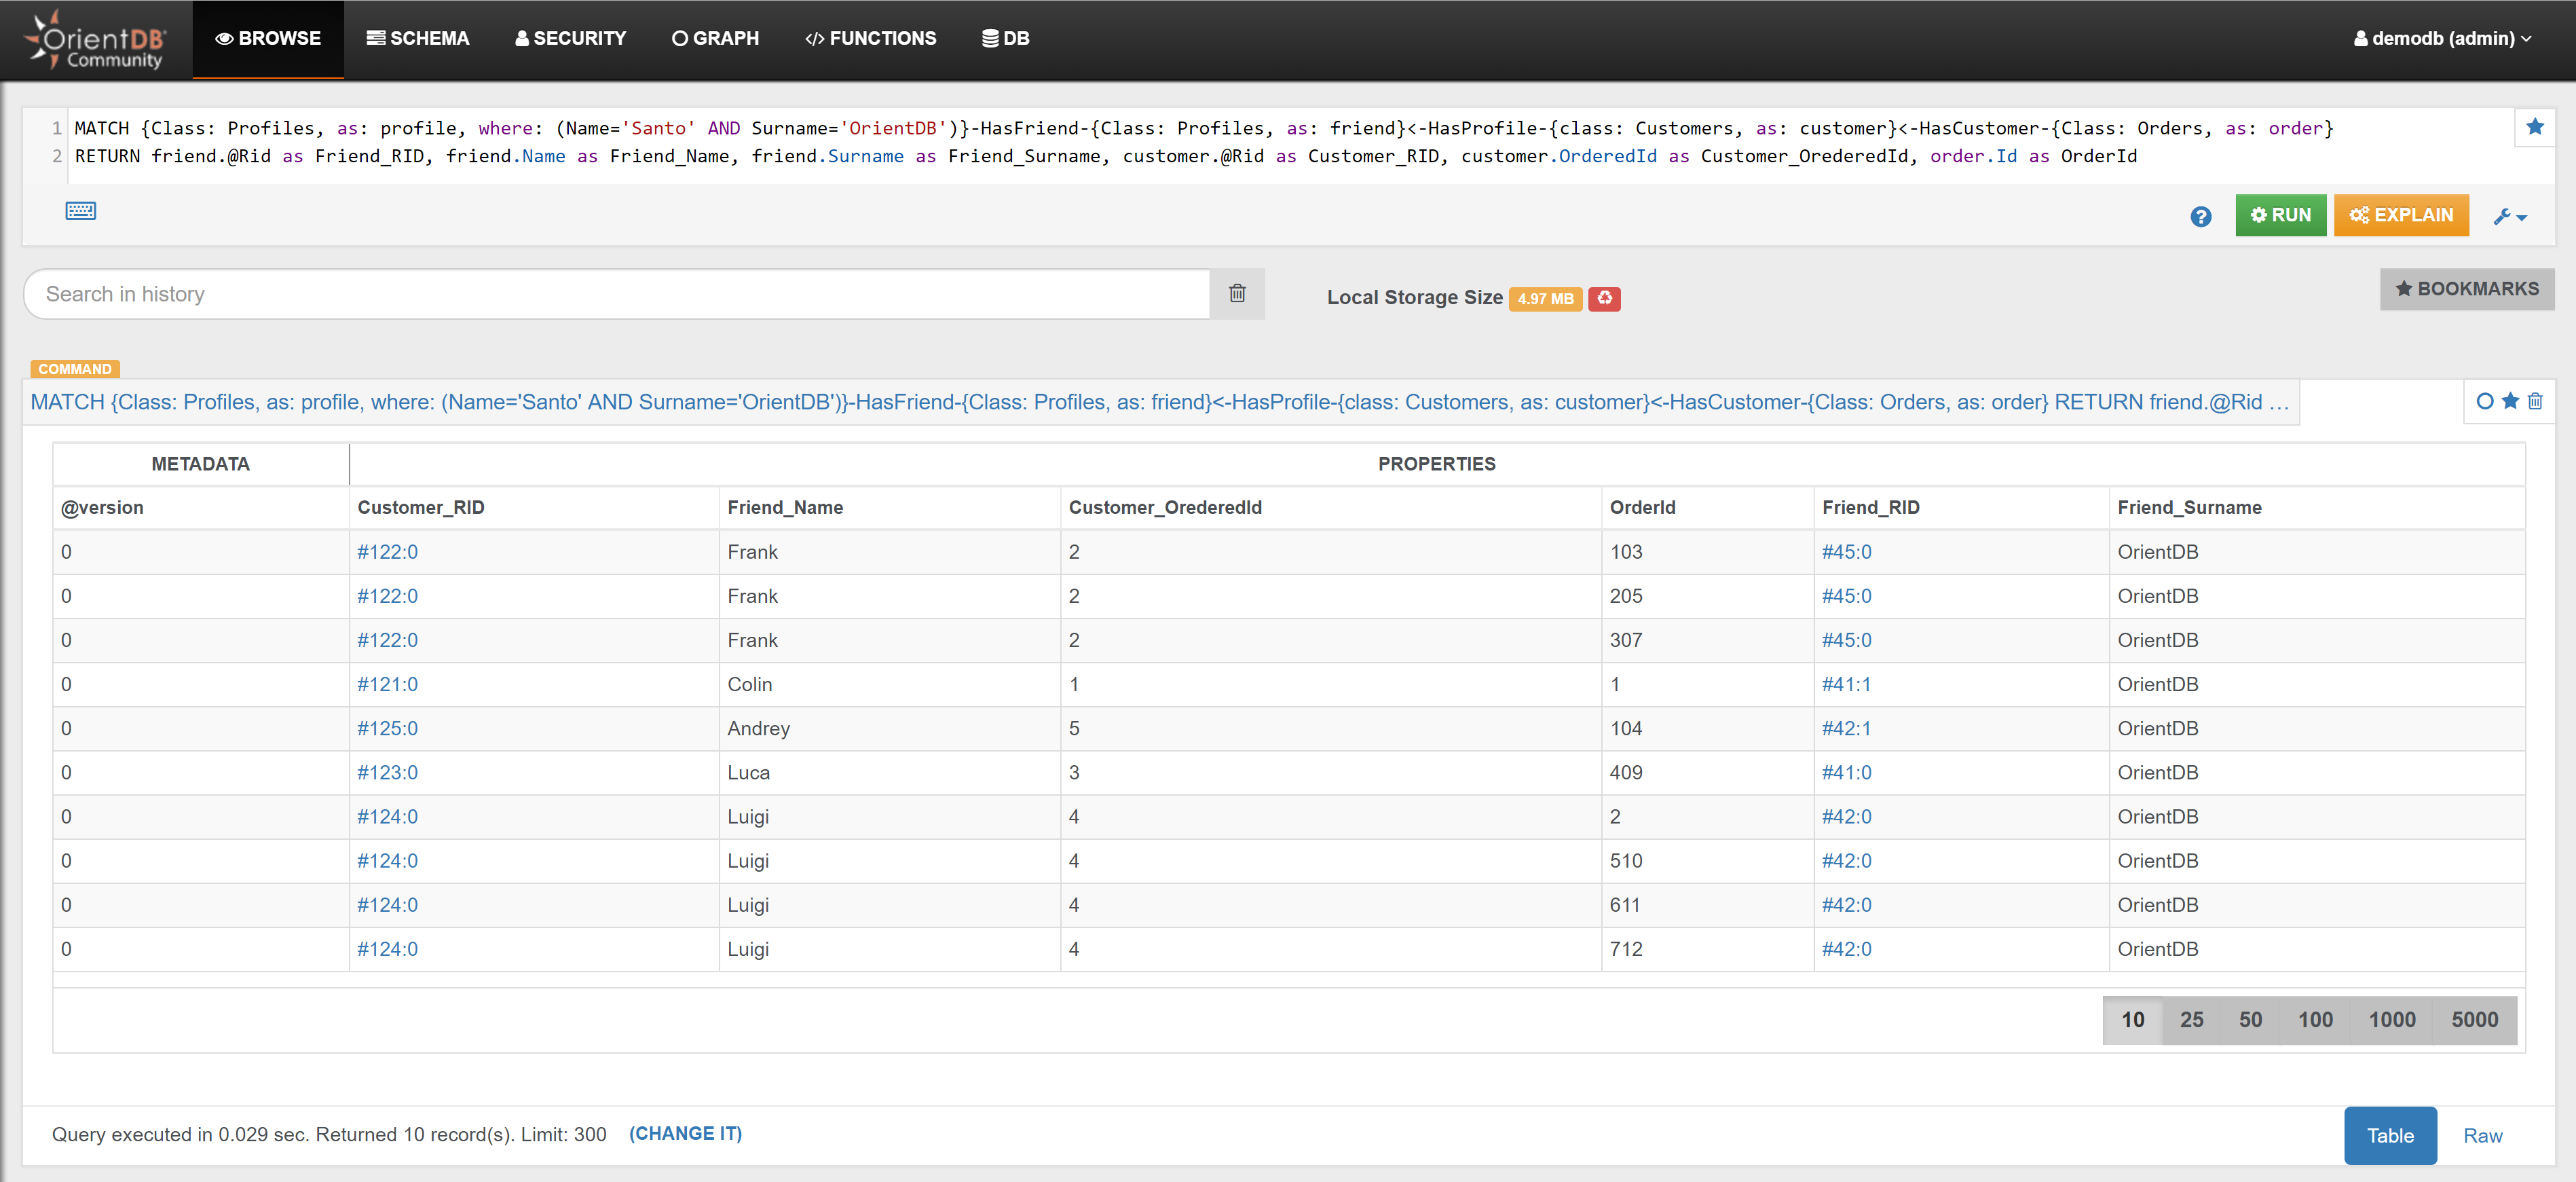 OrientDB
Community
BROWSE SCHEMA SECURITY GRAPH FUNCTIONS DB demodb (admin)
1 MATCH {Class: Profiles, as: profile, where: (Name='Santo' AND Surname='OrientDB')}-HasFriend-{Class: Profiles, as: friend}<-HasProfile-{class: Customers, as: customer}<-HasCustomer-{Class: Orders, as: order}
2 RETURN friend.@Rid as Friend_RID, friend.Name as Friend_Name, friend.Surname as Friend_Surname, customer.@Rid as Customer_RID, customer.OrderedId as Customer_OrederedId, order.Id as OrderId
? RUN EXPLAIN
Search in history Local Storage Size 4.97 MB BOOKMARKS
COMMAND
MATCH {Class: Profiles, as: profile, where: (Name='Santo' AND Surname='OrientDB')}-HasFriend-{Class: Profiles, as: friend}<-HasProfile-{class: Customers, as: customer}<-HasCustomer-{Class: Orders, as: order} RETURN friend.@Rid ...
METADATA PROPERTIES
@version Customer_RID Friend_Name Customer_OrederedId OrderId Friend_RID Friend_Surname
0 #122:0 Frank 2 103 #45:0 OrientDB
0 #122:0 Frank 2 205 #45:0 OrientDB
0 #122:0 Frank 2 307 #45:0 OrientDB
0 #121:0 Colin 1 1 #41:1 OrientDB
0 #125:0 Andrey 5 104 #42:1 OrientDB
0 #123:0 Luca 3 409 #41:0 OrientDB
0 #124:0 Luigi 4 2 #42:0 OrientDB
0 #124:0 Luigi 4 510 #42:0 OrientDB
0 #124:0 Luigi 4 611 #42:0 OrientDB
0 #124:0 Luigi 4 712 #42:0 OrientDB
10 25 50 100 1000 5000
Query executed in 0.029 sec. Returned 10 record(s). Limit: 300 (CHANGE IT) Table Raw